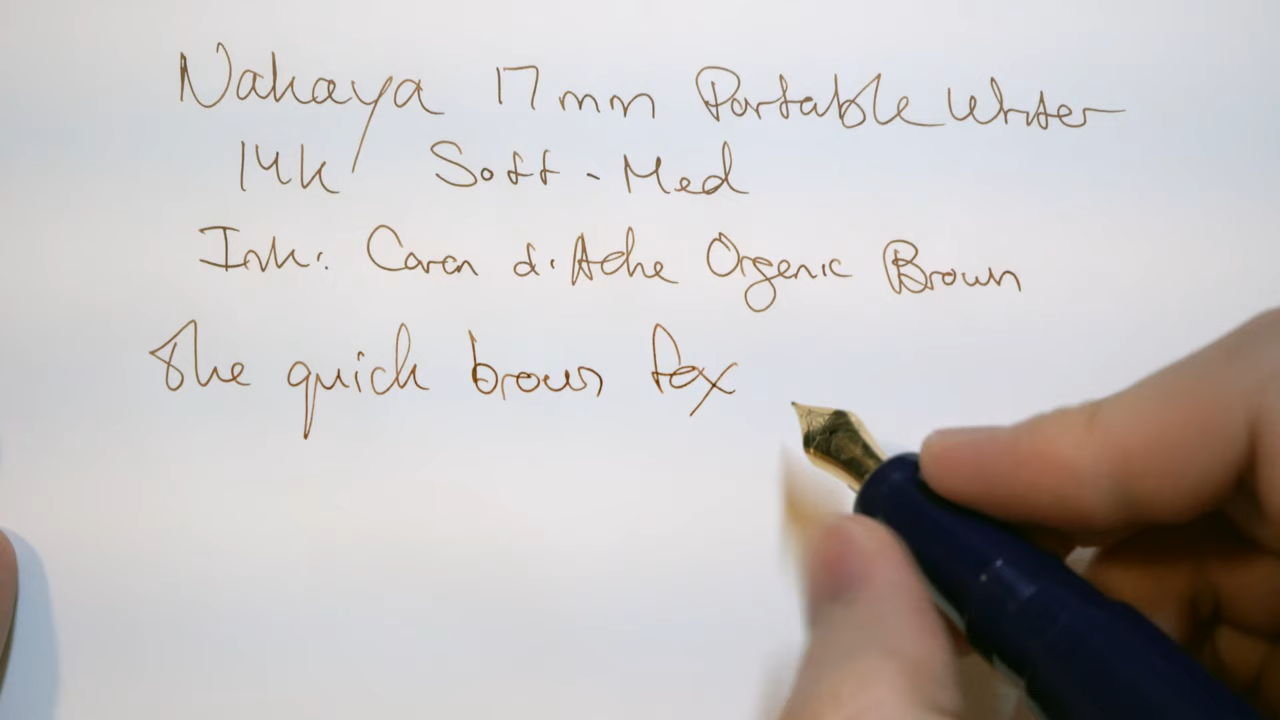 Nakaya 17mm Portable Writer
14k Soft - Med
Ink: Caran d'Ache Organic Brown
The quick brown fox